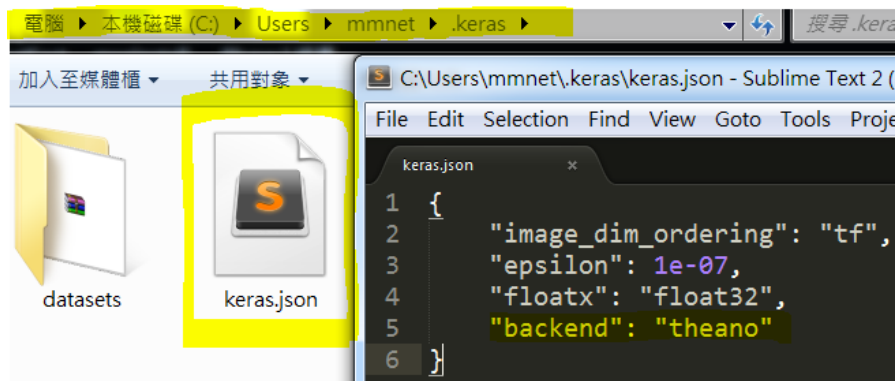 電腦 本機磁碟 (C:) Users mmnet .keras
搜尋 .kera
加入至媒體櫃 共用對象
datasets
keras.json
C:\Users\mmnet\.keras\keras.json - Sublime Text 2 (
File Edit Selection Find View Goto Tools Proje
keras.json ×
1 {
2 "image_dim_ordering": "tf",
3 "epsilon": 1e-07,
4 "floatx": "float32",
5 "backend": "theano"
6 }